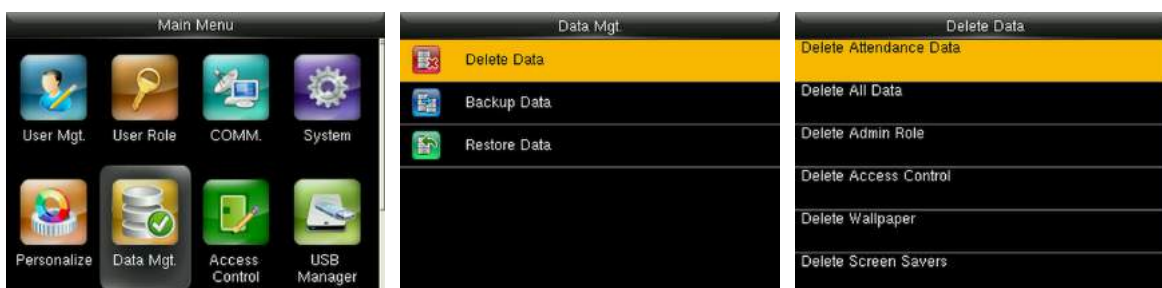 Main Menu
User Mgt.
User Role
COMM.
System
Personalize
Data Mgt.
Access
Control
USB
Manager
Data Mgt.
Delete Data
Backup Data
Restore Data
Delete Data
Delete Attendance Data
Delete All Data
Delete Admin Role
Delete Access Control
Delete Wallpaper
Delete Screen Savers